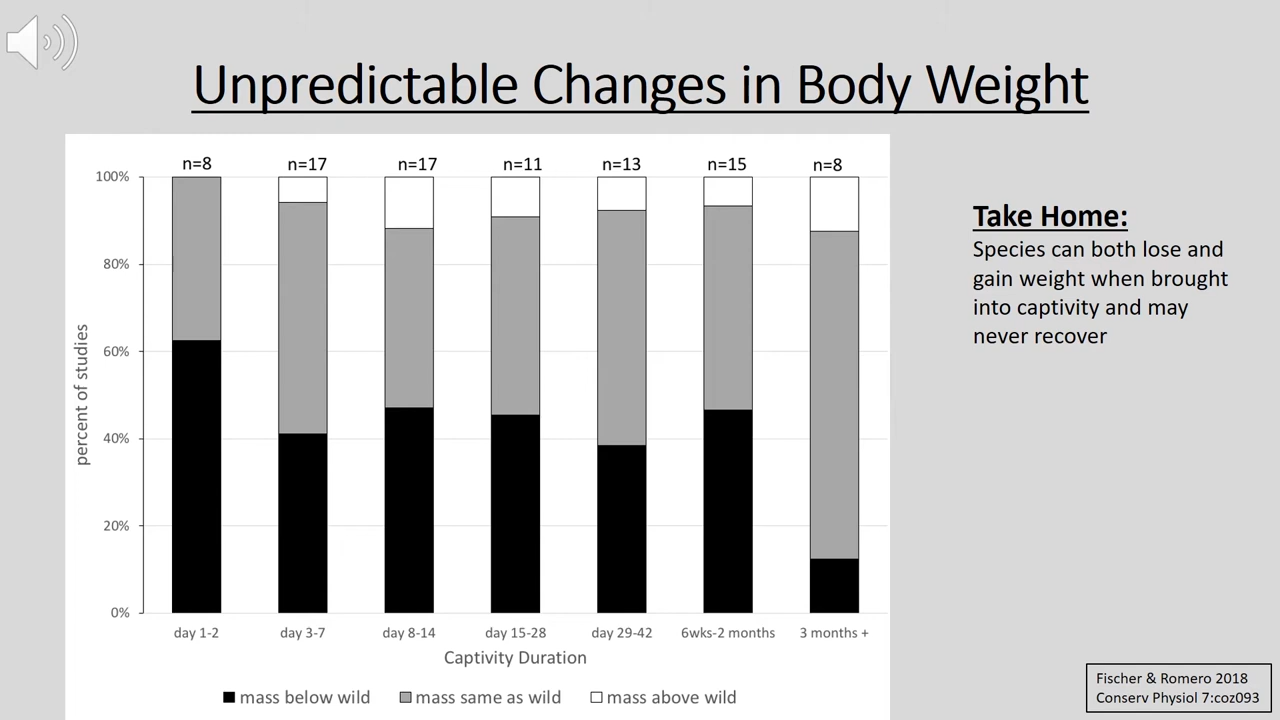 Unpredictable Changes in Body Weight
n=8 n=17 n=17 n=11 n=13 n=15 n=8
100%
80%
60%
40%
20%
0%
percent of studies
day 1-2 day 3-7 day 8-14 day 15-28 day 29-42 6wks-2 months 3 months +
Captivity Duration
mass below wild mass same as wild mass above wild
Take Home:
Species can both lose and
gain weight when brought
into captivity and may
never recover
Fischer & Romero 2018
Conserv Physiol 7:coz093